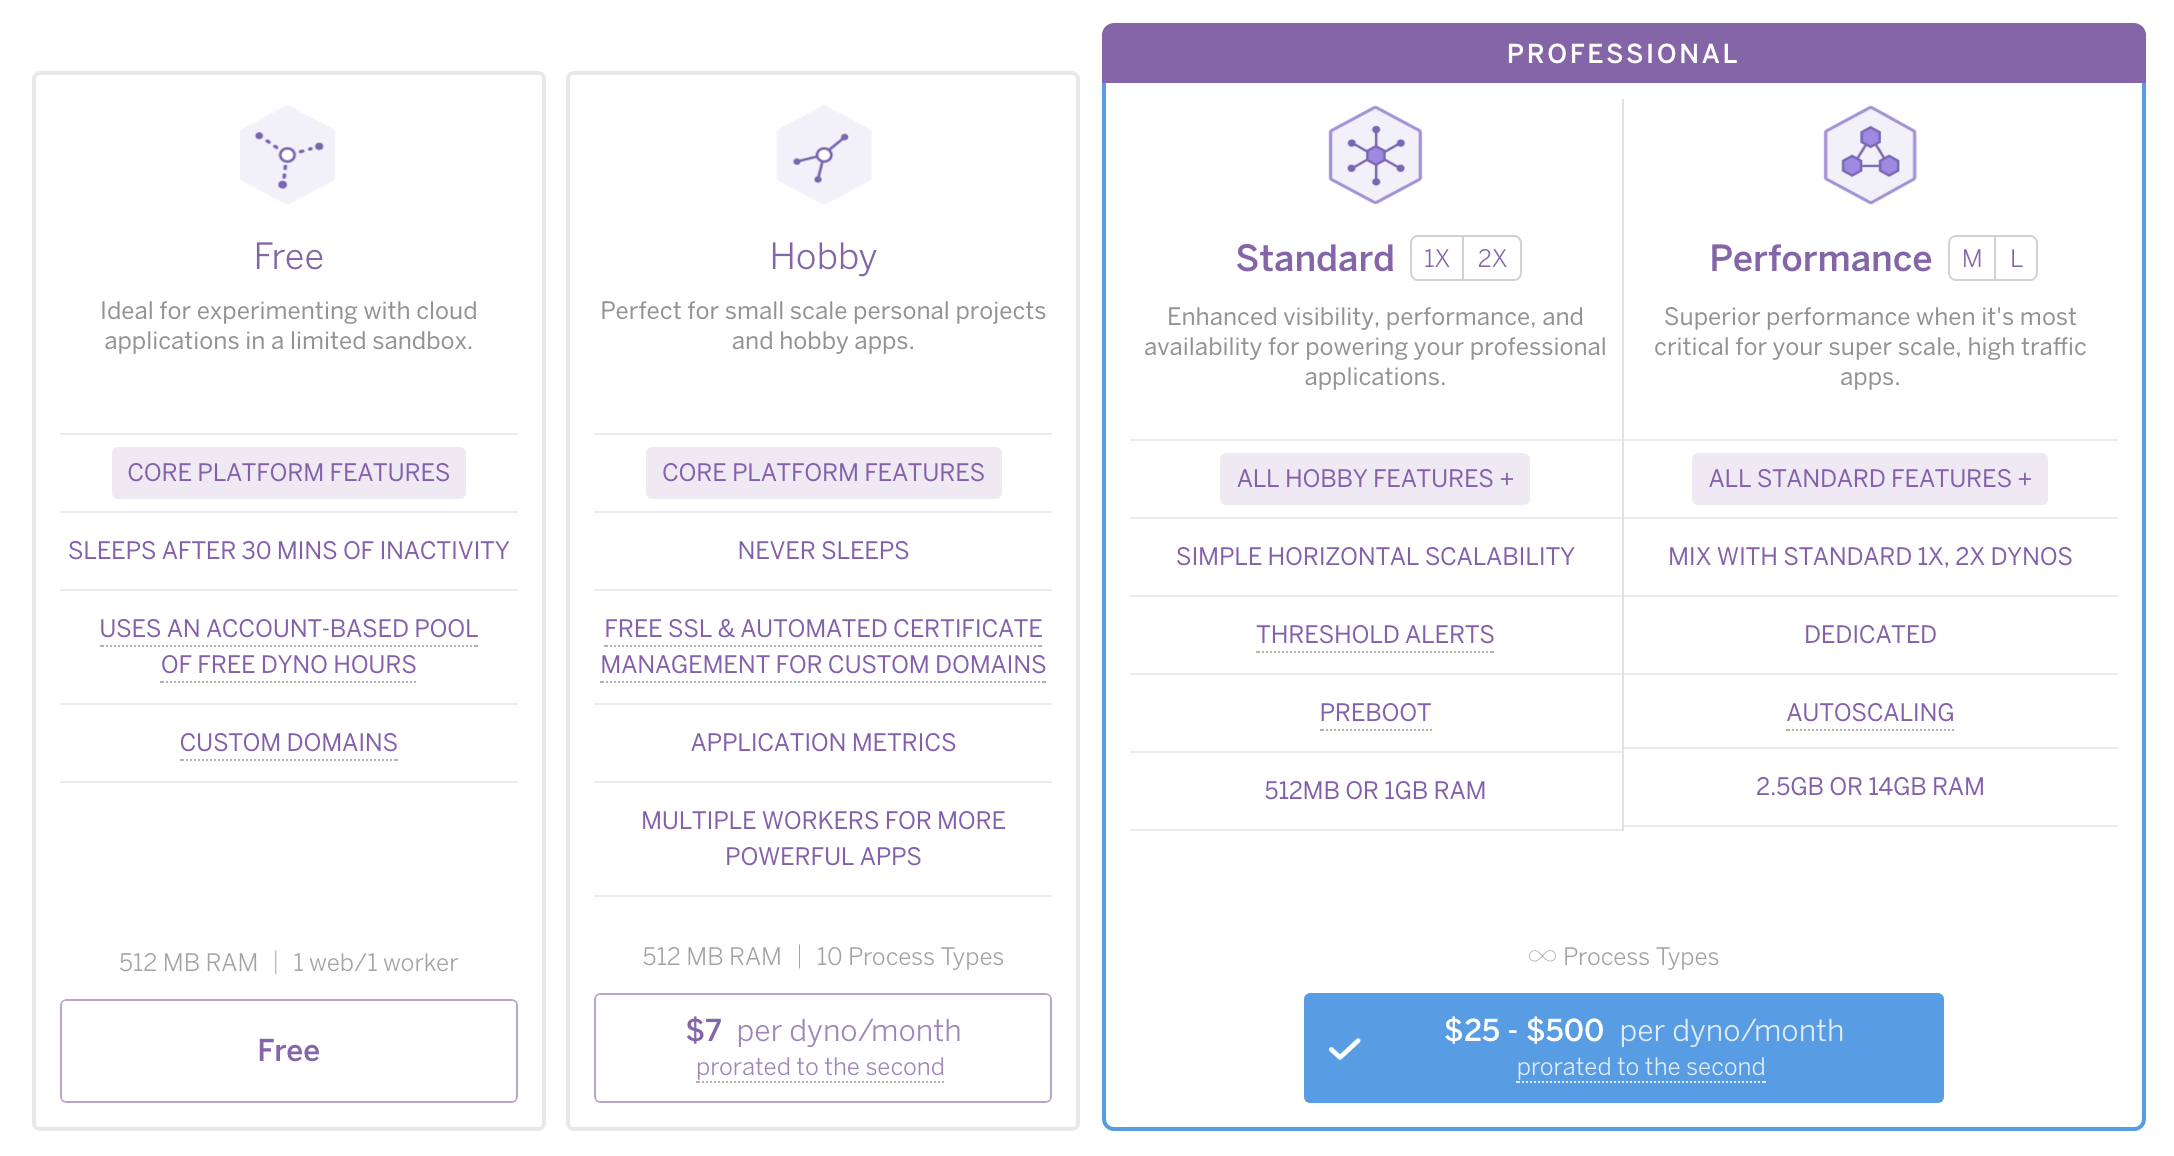 Free
Ideal for experimenting with cloud
applications in a limited sandbox.
CORE PLATFORM FEATURES
SLEEPS AFTER 30 MINS OF INACTIVITY
USES AN ACCOUNT-BASED POOL
OF FREE DYNO HOURS
CUSTOM DOMAINS
512 MB RAM | 1 web/1 worker
Free
Hobby
Perfect for small scale personal projects
and hobby apps.
CORE PLATFORM FEATURES
NEVER SLEEPS
FREE SSL & AUTOMATED CERTIFICATE
MANAGEMENT FOR CUSTOM DOMAINS
APPLICATION METRICS
MULTIPLE WORKERS FOR MORE
POWERFUL APPS
512 MB RAM | 10 Process Types
$7 per dyno/month
prorated to the second
PROFESSIONAL
Standard 1X 2X
Enhanced visibility, performance, and
availability for powering your professional
applications.
ALL HOBBY FEATURES +
SIMPLE HORIZONTAL SCALABILITY
THRESHOLD ALERTS
PREBOOT
512MB OR 1GB RAM
Performance M L
Superior performance when it's most
critical for your super scale, high traffic
apps.
ALL STANDARD FEATURES +
MIX WITH STANDARD 1X, 2X DYNOS
DEDICATED
AUTOSCALING
2.5GB OR 14GB RAM
∞ Process Types
$25 - $500 per dyno/month
prorated to the second